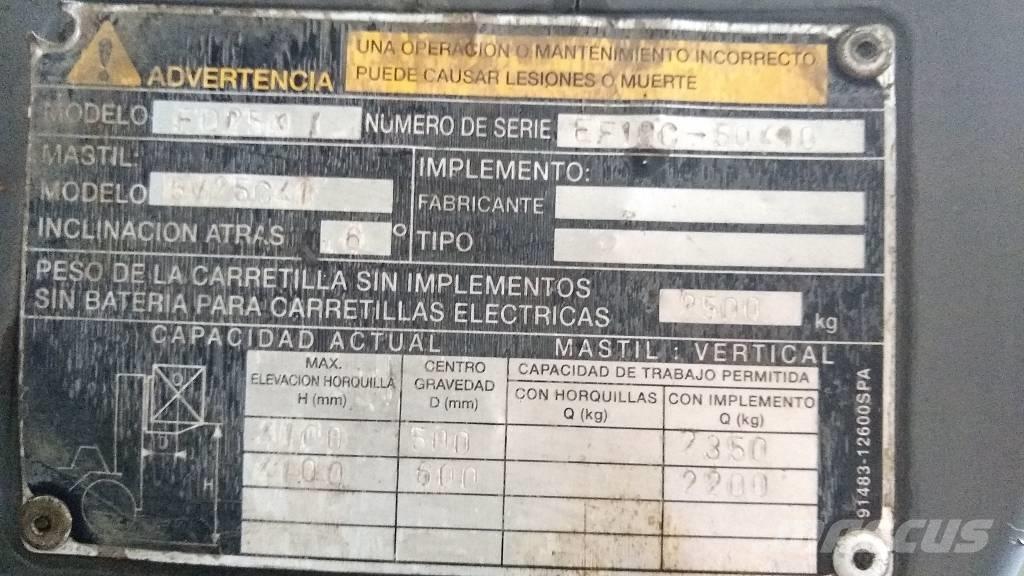 ADVERTENCIA
UNA OPERACION O MANTENIMIENTO INCORRECTO
PUEDE CAUSAR LESIONES O MUERTE
MODELO
NUMERO DE SERIE
MASTIL:
MODELO
IMPLEMENTO:
FABRICANTE
INCLINACION ATRAS 6°
TIPO
PESO DE LA CARRETILLA SIN IMPLEMENTOS
SIN BATERIA PARA CARRETILLAS ELECTRICAS
kg
CAPACIDAD ACTUAL
MASTIL : VERTICAL
MAX.
ELEVACION HORQUILLA
H (mm)
CENTRO
GRAVEDAD
D (mm)
CAPACIDAD DE TRABAJO PERMITIDA
CON HORQUILLAS
Q (kg)
CON IMPLEMENTO
Q (kg)
500 2350
600 2200
D
H
91483-12600SPA
MASCUS